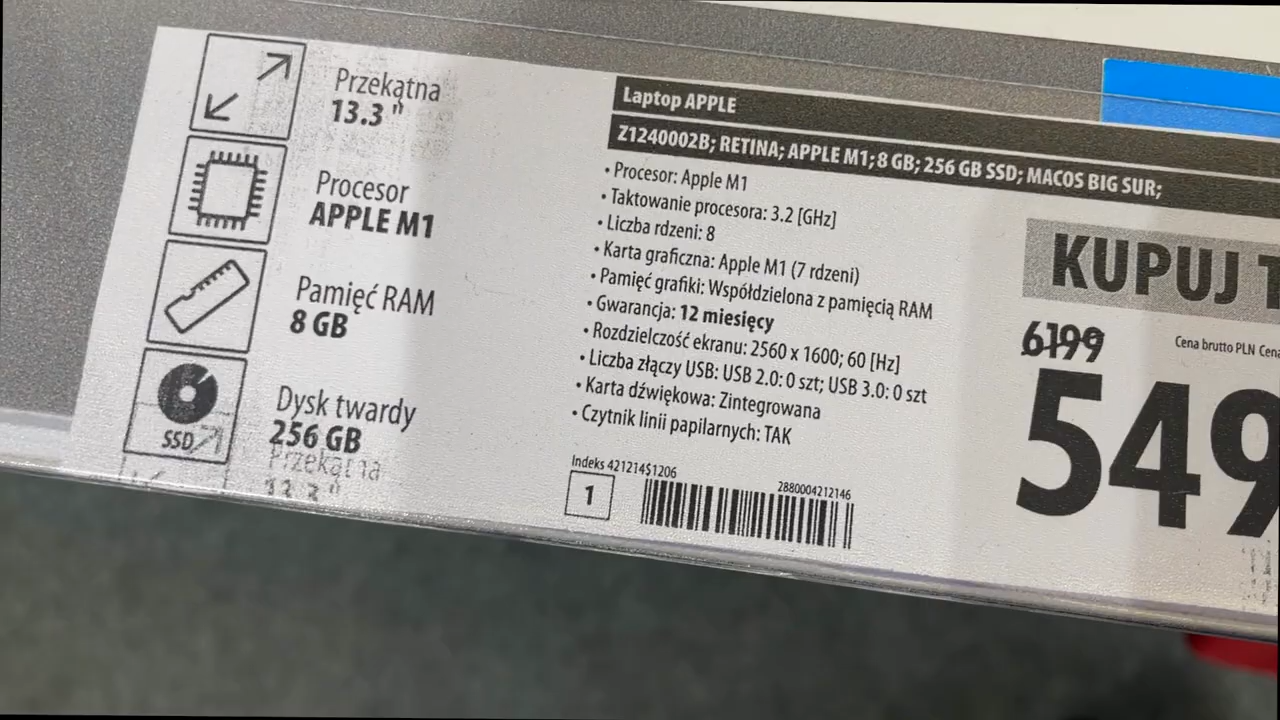 Przekątna
13.3 "
Procesor
APPLE M1
Pamięć RAM
8 GB
SSD
Dysk twardy
256 GB
Przekątna
Laptop APPLE
Z1240002B; RETINA; APPLE M1;8 GB; 256 GB SSD; MACOS BIG SUR;
• Procesor: Apple M1
• Taktowanie procesora: 3.2 [GHz]
• Liczba rdzeni: 8
• Karta graficzna: Apple M1 (7 rdzeni)
• Pamięć grafiki: Współdzielona z pamięcią RAM
• Gwarancja: 12 miesięcy
• Rozdzielczość ekranu: 2560 x 1600; 60 [Hz]
• Liczba złączy USB: USB 2.0: 0 szt; USB 3.0: 0 szt
• Karta dźwiękowa: Zintegrowana
• Czytnik linii papilarnych: TAK
Indeks 421214$1206
1
2880004212146
KUPUJ
6199
Cena brutto PLN
549